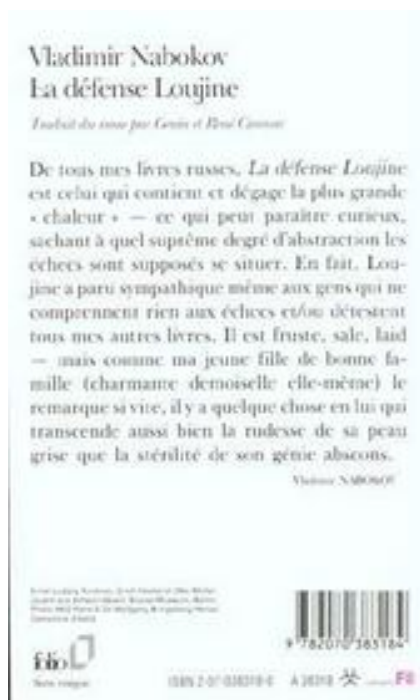 Vladimir Nabokov
La défense Loujine
Traduit du russe par Genia et René Cannac
De tous mes livres russes, La défense Loujine
est celui qui contient et dégage la plus grande
« chaleur » — ce qui peut paraître curieux,
sachant à quel suprême degré d'abstraction les
échecs sont supposés se situer. En fait, Lou-
jine a paru sympathique même aux gens qui ne
comprennent rien aux échecs et/ou détestent
tous mes autres livres. Il est fruste, sale, laid
— mais comme ma jeune fille de bonne fa-
mille (charmante demoiselle elle-même) le
remarque si vite, il y a quelque chose en lui qui
transcende aussi bien la rudesse de sa peau
grise que la stérilité de son génie abscons.
Vladimir NABOKOV
folio
Texte intégral
9 782070 385184